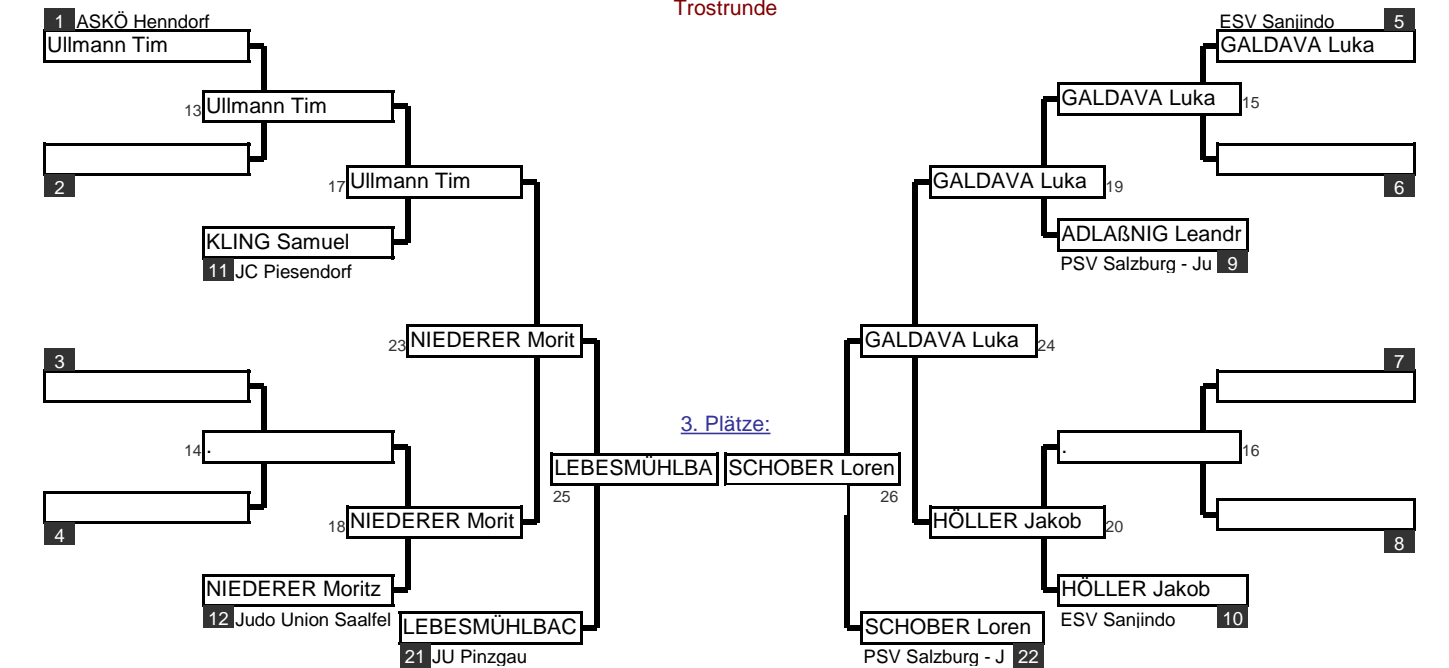 Trostrunde
1 ASKÖ Henndorf
Ullmann Tim
13 Ullmann Tim
2
17 Ullmann Tim
KLING Samuel
11 JC Piesendorf
23 NIEDERER Morit
3
14 .
4
18 NIEDERER Morit
NIEDERER Moritz
12 Judo Union Saalfel
LEBESMÜHLBAC
21 JU Pinzgau
3. Plätze:
LEBESMÜHLBA
25
SCHOBER Loren
26
ESV Sanjindo 5
GALDAVA Luka
GALDAVA Luka 15
6
GALDAVA Luka 19
ADLAßNIG Leandr
PSV Salzburg - Ju 9
GALDAVA Luka 24
7
. 16
8
HÖLLER Jakob 20
HÖLLER Jakob
ESV Sanjindo 10
SCHOBER Loren
PSV Salzburg - J 22